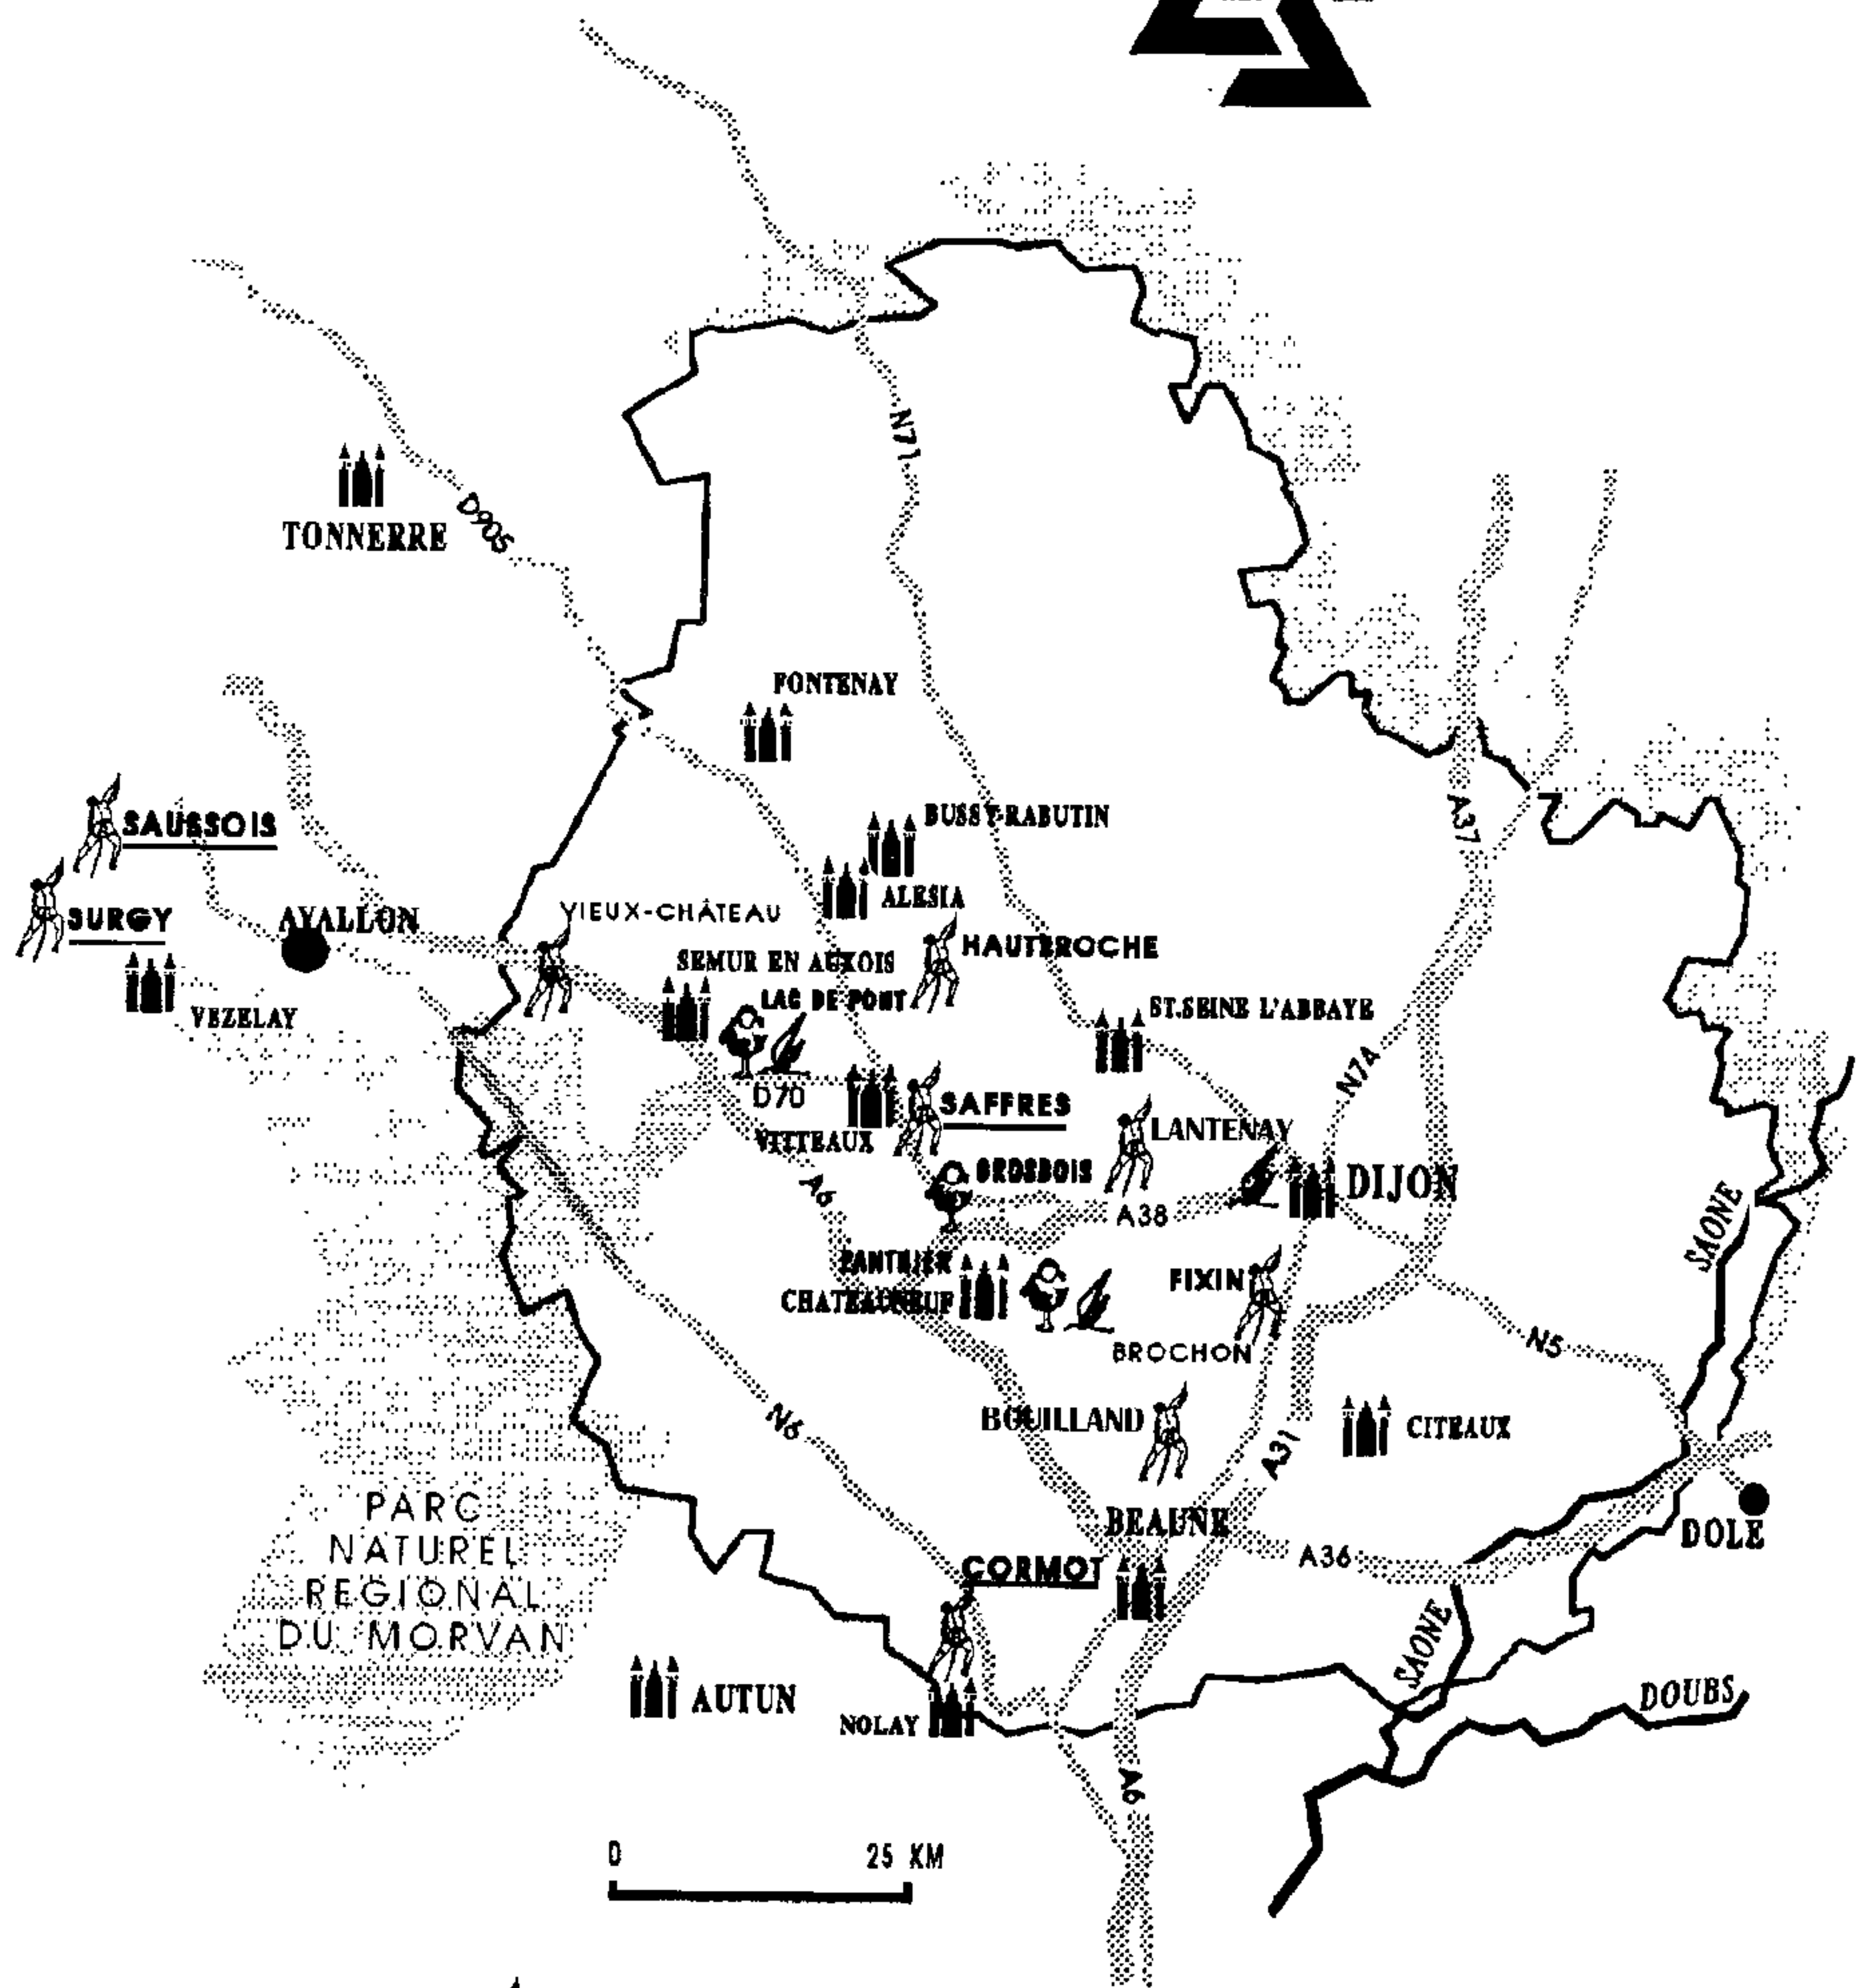 N71
TONNERRE
D905
FONTENAY
A37
SAUSSOIS
BUSSY-RABUTIN
ALESIA
SURGY
AVALLON
VIEUX-CHÂTEAU
HAUTEROCHE
SEMUR EN AUXOIS
LAC DE PONT
VEZELAY
ST.SEINE L'ABBAYE
N74
D70
SAFFRES
VITTEAUX
LANTENAY
GROSBOIS
DIJON
A6
A38
SAONE
PANTHIER
CHATEAUNEUF
FIXIN
BROCHON
N5
N6
BOUILLAND
A31
CITEAUX
PARC
NATUREL
REGIONAL
DU MORVAN
BEAUNE
DOLE
A36
CORMOT
SAONE
AUTUN
NOLAY
DOUBS
A6
0 25 KM